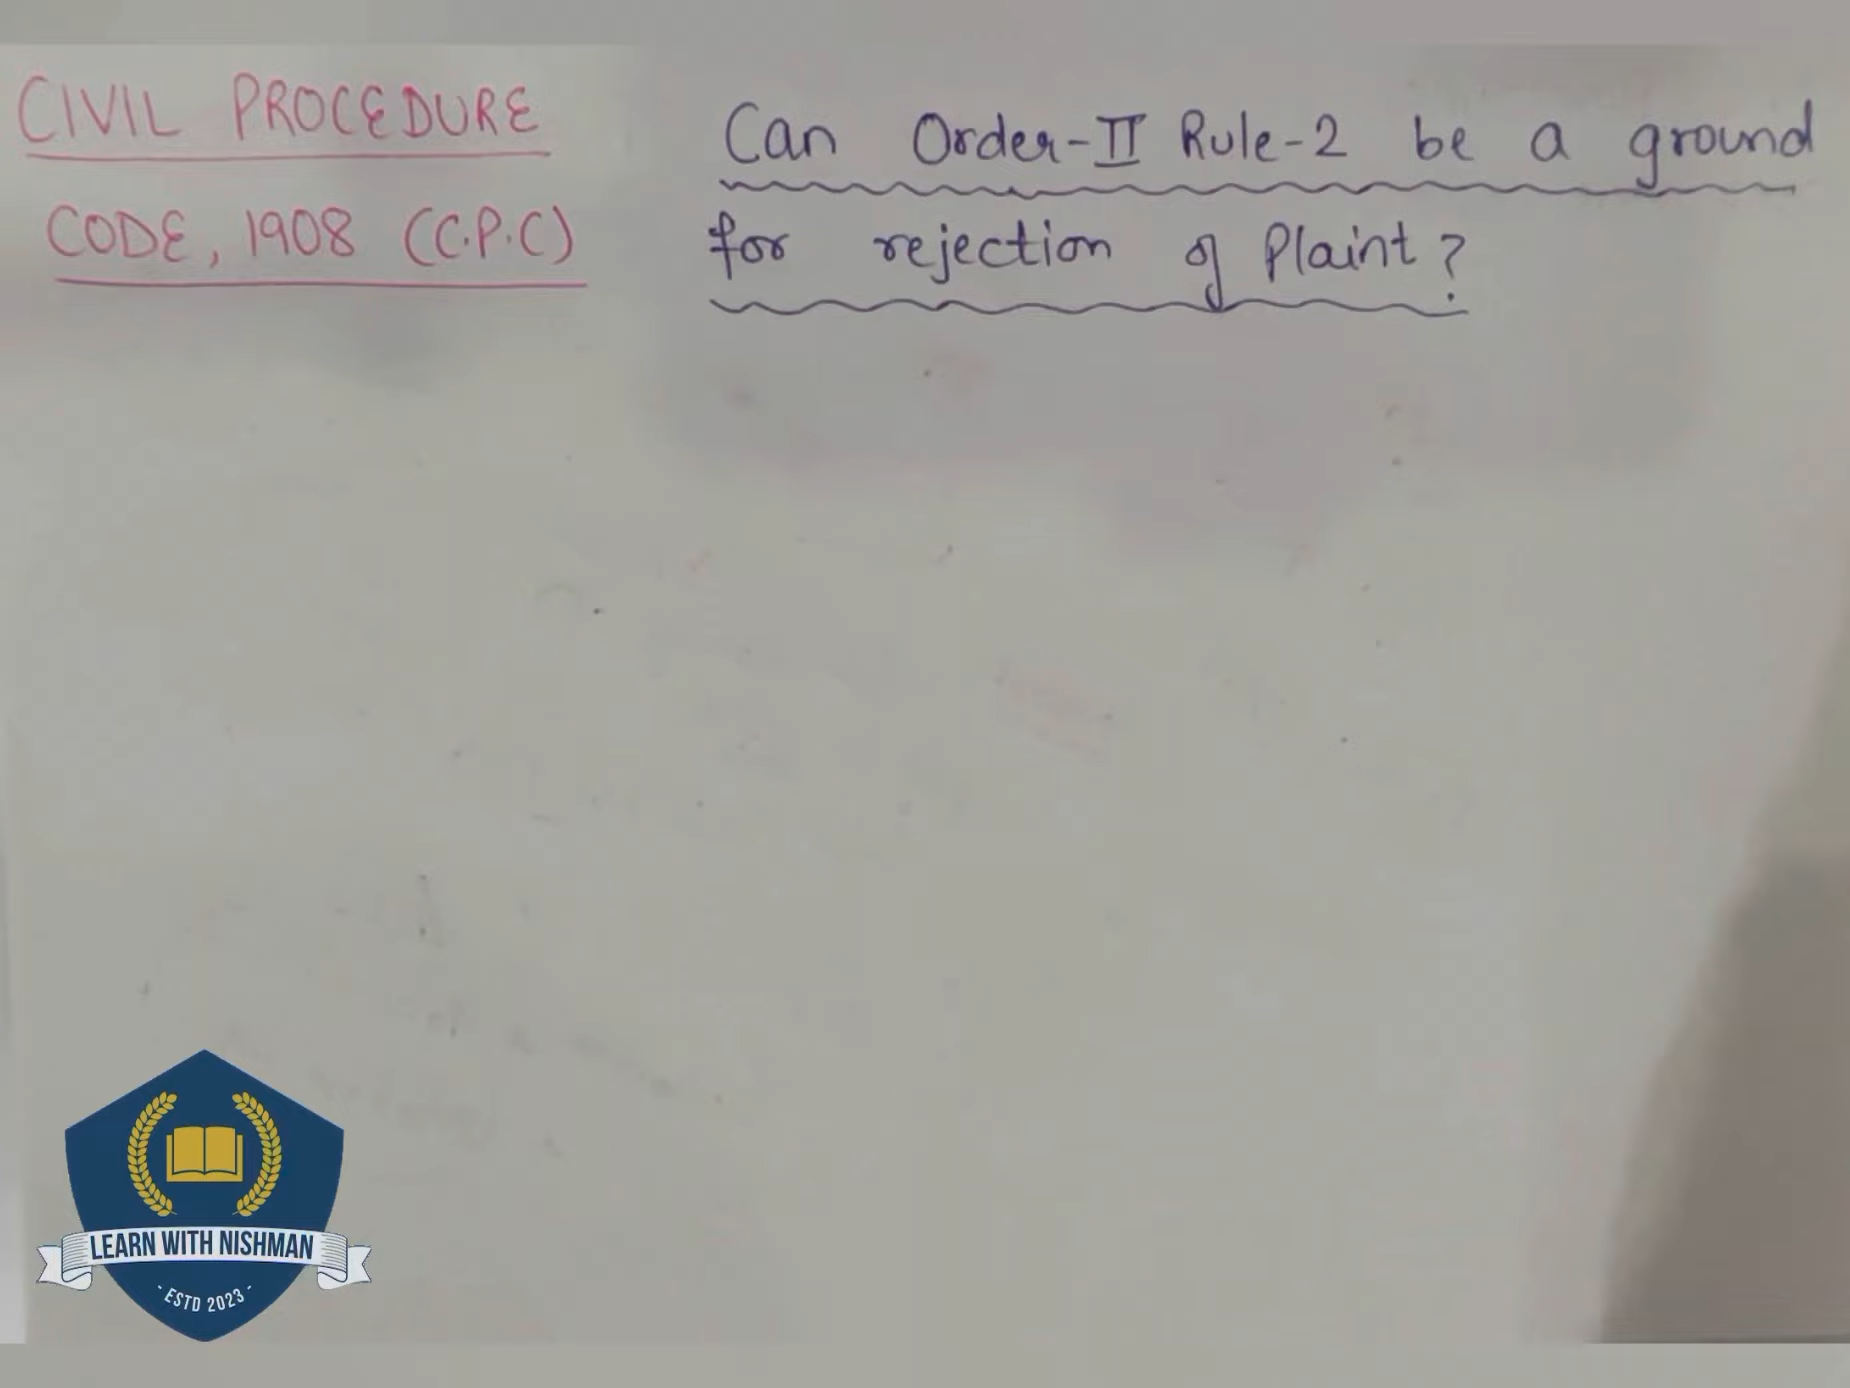 CIVIL PROCEDURE
CODE, 1908 (C.P.C)
Can Order-II Rule-2 be a ground
for rejection of Plaint?
LEARN WITH NISHMAN
- ESTD 2023 -